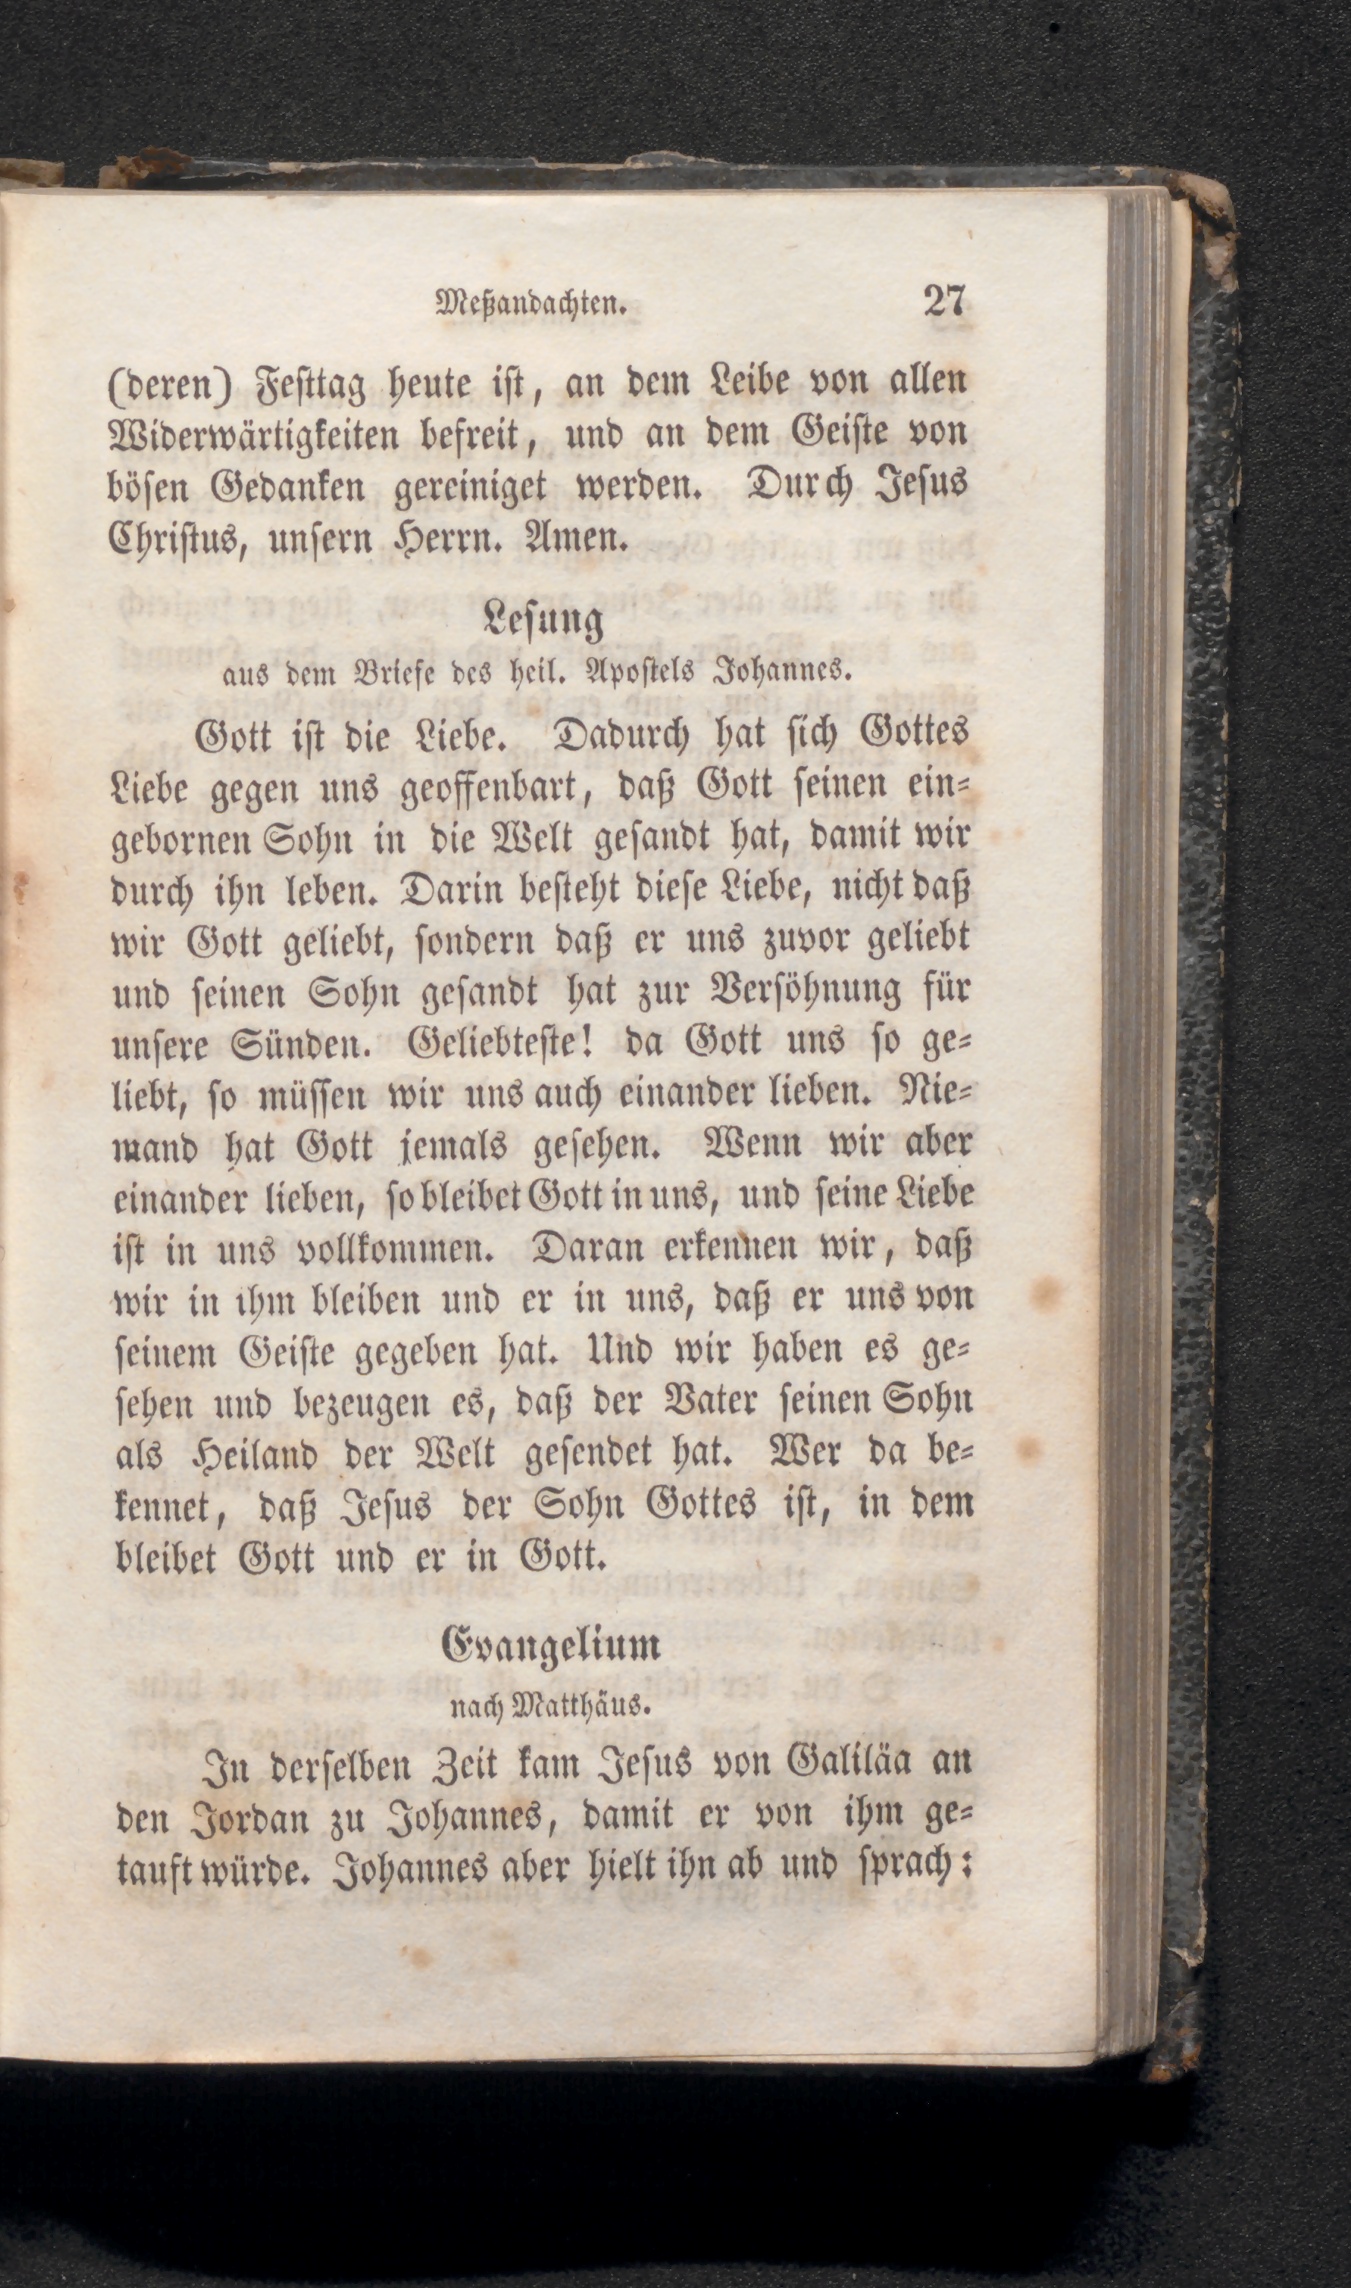 Meßandachten. 27
(deren) Festtag heute ist, an dem Leibe von allen
Widerwärtigkeiten befreit, und an dem Geiste von
bösen Gedanken gereiniget werden. Durch Jesus
Christus, unsern Herrn. Amen.
Lesung
aus dem Briefe des heil. Apostels Johannes.
Gott ist die Liebe. Dadurch hat sich Gottes
Liebe gegen uns geoffenbart, daß Gott seinen ein-
gebornen Sohn in die Welt gesandt hat, damit wir
durch ihn leben. Darin besteht diese Liebe, nicht daß
wir Gott geliebt, sondern daß er uns zuvor geliebt
und seinen Sohn gesandt hat zur Versöhnung für
unsere Sünden. Geliebteste! da Gott uns so ge-
liebt, so müssen wir uns auch einander lieben. Nie-
mand hat Gott jemals gesehen. Wenn wir aber
einander lieben, so bleibet Gott in uns, und seine Liebe
ist in uns vollkommen. Daran erkennen wir, daß
wir in ihm bleiben und er in uns, daß er uns von
seinem Geiste gegeben hat. Und wir haben es ge-
sehen und bezeugen es, daß der Vater seinen Sohn
als Heiland der Welt gesendet hat. Wer da be-
kennet, daß Jesus der Sohn Gottes ist, in dem
bleibet Gott und er in Gott.
Evangelium
nach Matthäus.
In derselben Zeit kam Jesus von Galiläa an
den Jordan zu Johannes, damit er von ihm ge-
tauft würde. Johannes aber hielt ihn ab und sprach: